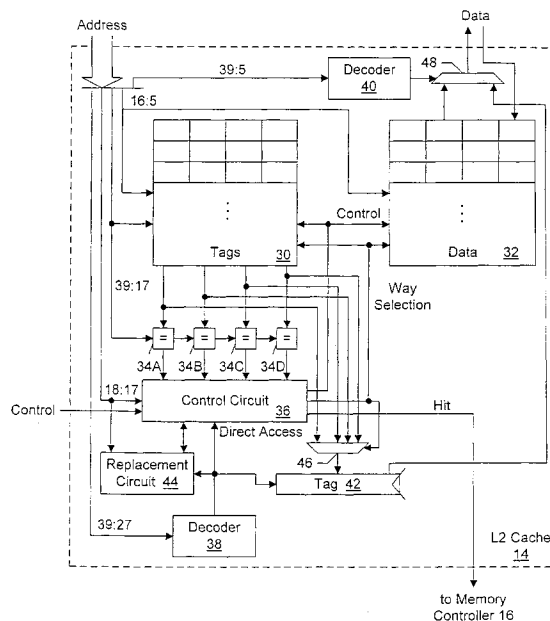 Address
Data
39:5
Decoder
40
48
16:5
Control
Tags
30
Data
32
39:17
Way
Selection
=
=
=
=
34A
34B
34C
34D
18:17
Control
Control Circuit
36
Hit
Direct Access
46
Replacement
Circuit 44
Tag 42
39:27
Decoder
38
L2 Cache
14
to Memory
Controller 16